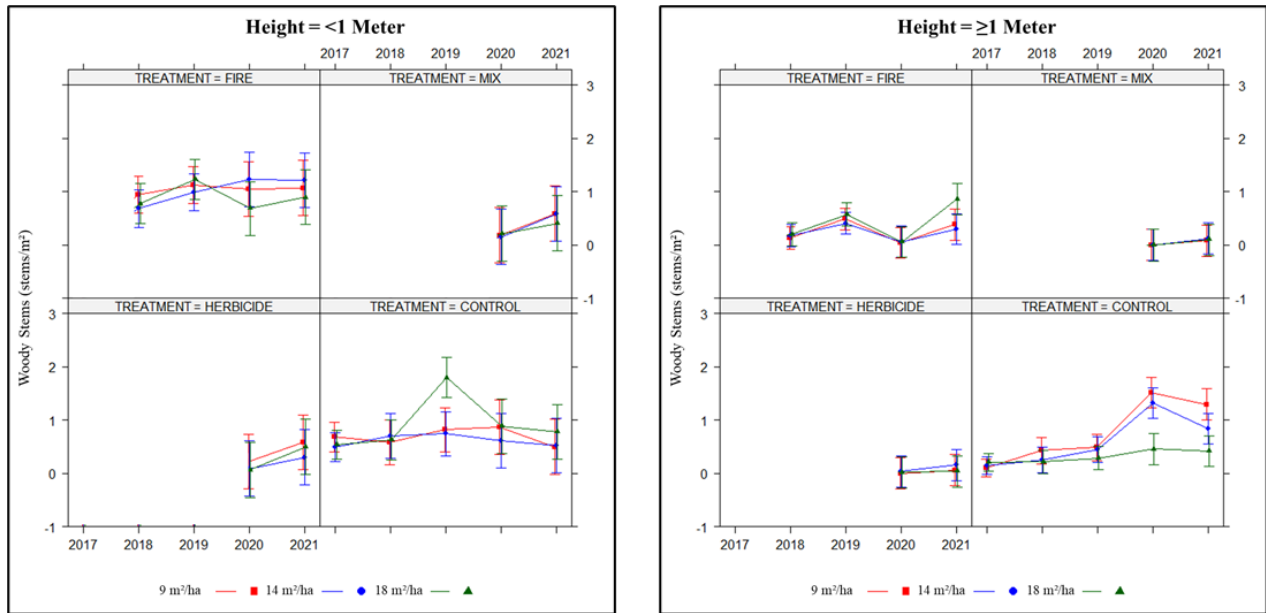 Height = <1 Meter
2017 2018 2019 2020 2021
TREATMENT = FIRE TREATMENT = MIX
3
2
1
0
-1
TREATMENT = HERBICIDE TREATMENT = CONTROL
3
2
1
0
-1
Woody Stems (stems/m²)
2017 2018 2019 2020 2021
9 m²/ha 14 m²/ha 18 m²/ha
Height = ≥1 Meter
2017 2018 2019 2020 2021
TREATMENT = FIRE TREATMENT = MIX
3
2
1
0
-1
TREATMENT = HERBICIDE TREATMENT = CONTROL
3
2
1
0
-1
Woody Stems (stems/m²)
2017 2018 2019 2020 2021
9 m²/ha 14 m²/ha 18 m²/ha